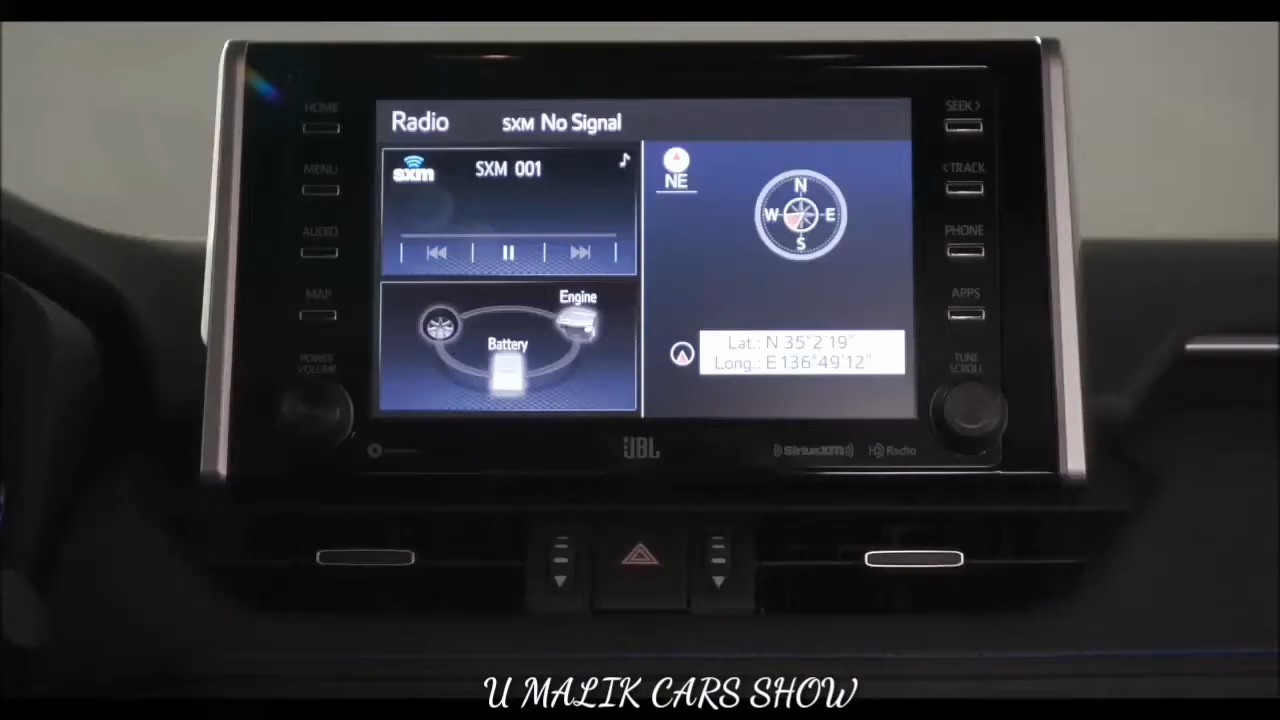 Radio
SXM No Signal
sxm
SXM 001
Engine
Battery
NE
N
W E
S
Lat.: N 35°2'19"
Long.: E 136°49'12"
HOME
MENU
AUDIO
MAP
POWER
VOLUME
SEEK >
< TRACK
PHONE
APPS
TUNE
SCROLL
JBL
SiriusXM
HD Radio
U MALIK CARS SHOW